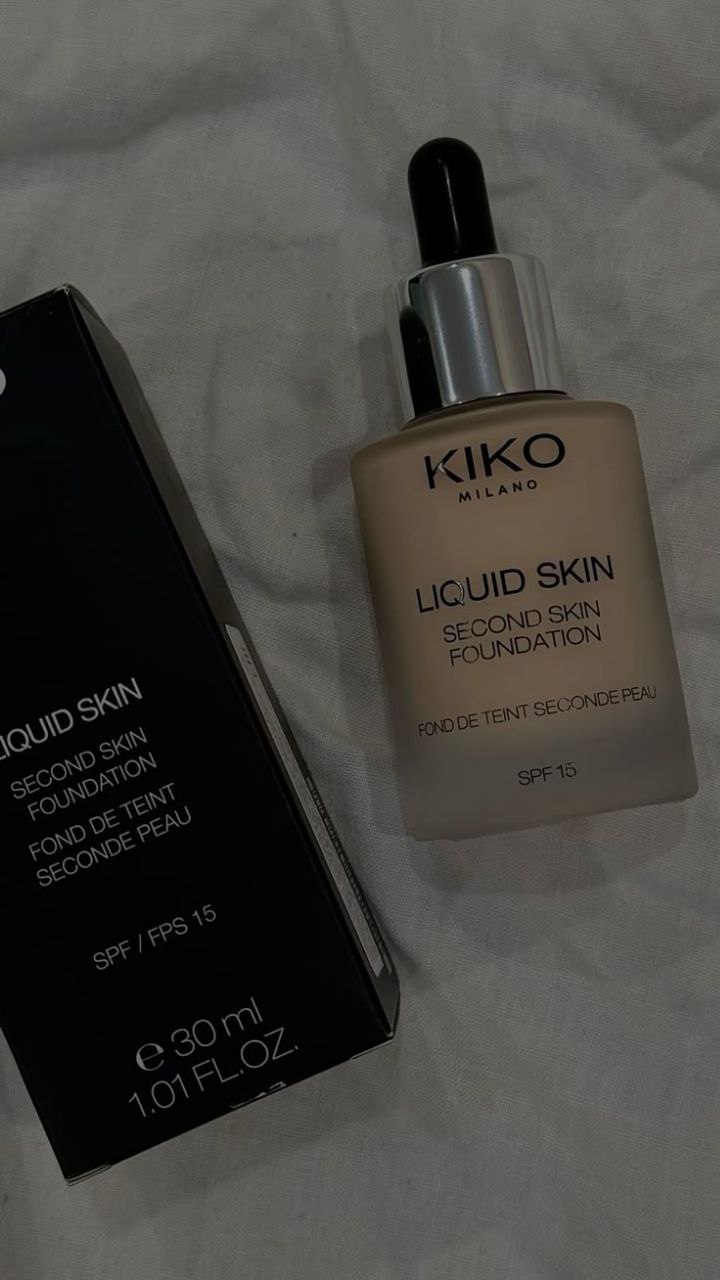 KIKO
MILANO
LIQUID SKIN
SECOND SKIN
FOUNDATION
FOND DE TEINT SECONDE PEAU
SPF 15
LIQUID SKIN
SECOND SKIN
FOUNDATION
FOND DE TEINT
SECONDE PEAU
SPF / FPS 15
e 30 ml
1.01 FL.OZ.